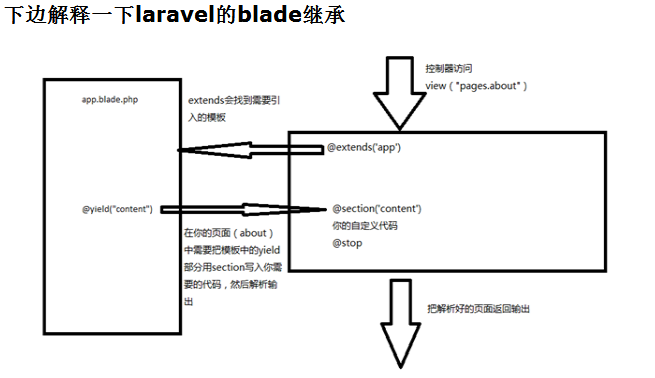 下边解释一下laravel的blade继承
控制器访问
view（"pages.about"）
app.blade.php
extends会找到需要引
入的模板
@extends('app')
@yield("content")
@section('content')
你的自定义代码
@stop
在你的页面（about）
中需要把模板中的yield
部分用section写入你需
要的代码，然后解析输
出
把解析好的页面返回输出